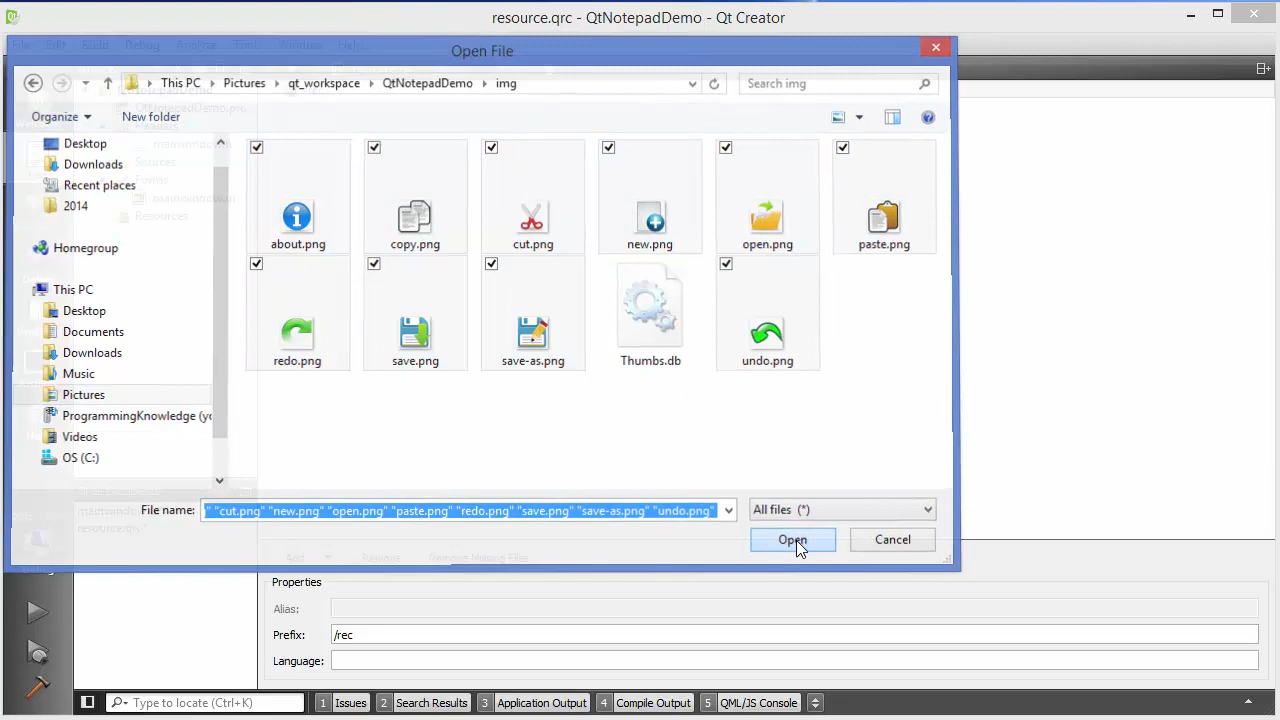 resource.qrc - QtNotepadDemo - Qt Creator
Open File
This PC Pictures qt_workspace QtNotepadDemo img
Search img
Organize New folder
Desktop
Downloads
Recent places
2014
Homegroup
This PC
Desktop
Documents
Downloads
Music
Pictures
ProgrammingKnowledge (yo
Videos
OS (C:)
about.png copy.png cut.png new.png open.png paste.png
redo.png save.png save-as.png Thumbs.db undo.png
File name: " "cut.png" "new.png" "open.png" "paste.png" "redo.png" "save.png" "save-as.png" "undo.png"
All files (*)
Open Cancel
Add Remove Remove Missing Files
Properties
Alias:
Prefix: /rec
Language:
Type to locate (Ctrl+K) 1 Issues 2 Search Results 3 Application Output 4 Compile Output 5 QML/JS Console